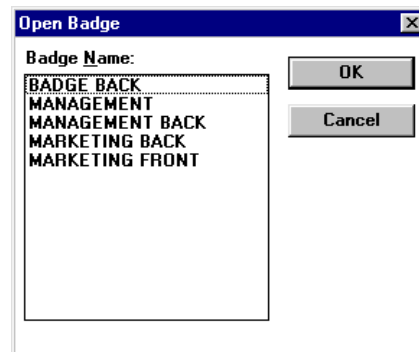 Open Badge
Badge Name:
BADGE BACK
MANAGEMENT
MANAGEMENT BACK
MARKETING BACK
MARKETING FRONT
OK
Cancel